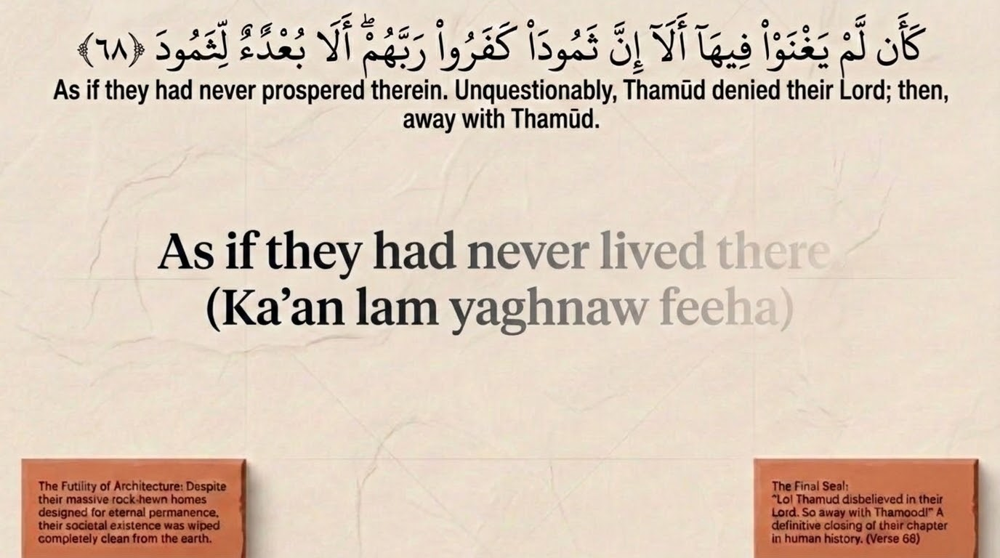 كَأَن لَّمْ يَغْنَوْا۟ فِيهَآ أَلَآ إِنَّ ثَمُودَا۟ كَفَرُوا۟ رَبَّهُمْ ۗ أَلَا بُعْدًۭا لِّثَمُودَ ﴿٦٨﴾
As if they had never prospered therein. Unquestionably, Thamūd denied their Lord; then,
away with Thamūd.
As if they had never lived there
(Ka’an lam yaghnaw feeha)
The Futility of Architecture: Despite
their massive rock-hewn homes
designed for eternal permanence,
their societal existence was wiped
completely clean from the earth.
The Final Seal:
"Lo! Thamud disbelieved in their
Lord. So away with Thamood!" A
definitive closing of their chapter
in human history. (Verse 68)